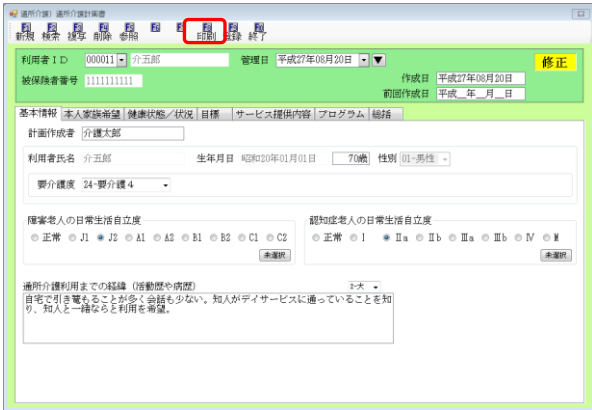 通所介護) 通所介護計画書
F1 F2 F3 F4 F5 F6 F7 F8 F9 F0
新規 検索 複写 削除 参照 印刷 登録 終了
利用者ID 000011 介五郎 管理日 平成27年08月20日 修正
被保険者番号 1111111111 作成日 平成27年08月20日
前回作成日 平成__年__月__日
基本情報 本人家族希望 健康状態/状況 目標 サービス提供内容 プログラム 総括
計画作成者 介護太郎
利用者氏名 介五郎 生年月日 昭和20年01月01日 70歳 性別 01-男性
要介護度 24-要介護4
障害老人の日常生活自立度 認知症老人の日常生活自立度
正常 J1 J2 A1 A2 B1 B2 C1 C2 正常 I Ⅱa Ⅱb Ⅲa Ⅲb Ⅳ M
未選択 未選択
通所介護利用までの経緯(活動歴や病歴) 2-大
自宅で引き篭もることが多く会話も少ない。知人がデイサービスに通っていることを知
り、知人と一緒ならと利用を希望。